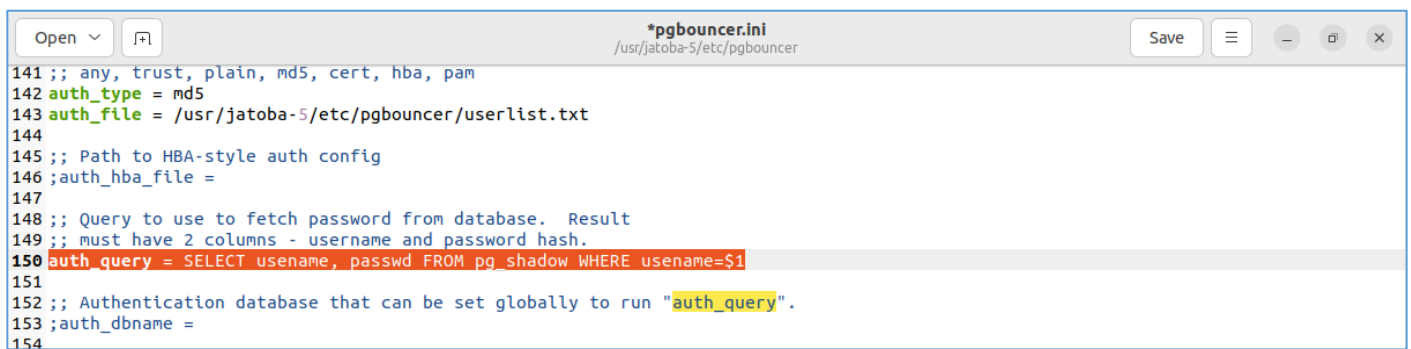 Open
*pgbouncer.ini
/usr/jatoba-5/etc/pgbouncer
Save
141 ;; any, trust, plain, md5, cert, hba, pam
142 auth_type = md5
143 auth_file = /usr/jatoba-5/etc/pgbouncer/userlist.txt
144
145 ;; Path to HBA-style auth config
146 ;auth_hba_file =
147
148 ;; Query to use to fetch password from database.  Result
149 ;; must have 2 columns - username and password hash.
150 auth_query = SELECT usename, passwd FROM pg_shadow WHERE usename=$1
151
152 ;; Authentication database that can be set globally to run "auth_query".
153 ;auth_dbname =
154